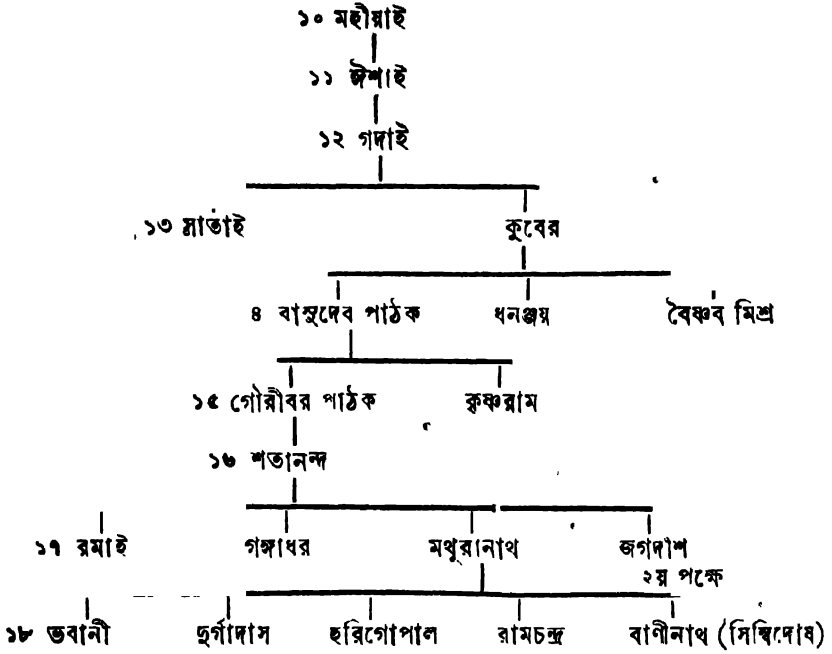 ১০ মহীয়াই
১১ ঈশাই
১২ গদাই
১৩ সাতাই কুবের
৪ বাসুদেব পাঠক ধনঞ্জয় বৈষ্ণব মিশ্র
১৫ গৌরীবর পাঠক কৃষ্ণরাম
১৬ শতানন্দ
১৭ রমাই গঙ্গাধর মথুরানাথ জগদাশ
২য় পক্ষে
১৮ ভবানী দুর্গাদাস হরিগোপাল রামচন্দ্র বাণীনাথ (সিম্বিদোষ)